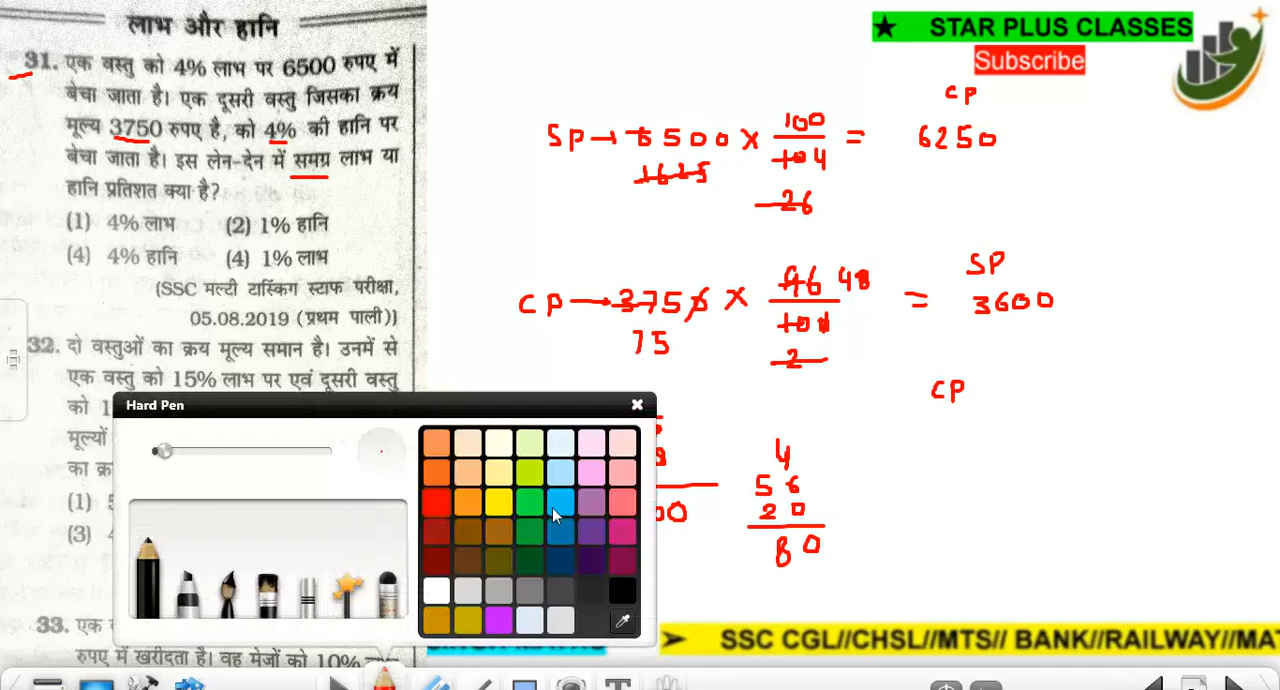 लाभ और हानि
31. एक वस्तु को 4% लाभ पर 6500 रुपए में
बेचा जाता है। एक दूसरी वस्तु जिसका क्रय
मूल्य 3750 रुपए है, को 4% की हानि पर
बेचा जाता है। इस लेन-देन में समग्र लाभ या
हानि प्रतिशत क्या है?
(1) 4% लाभ (2) 1% हानि
(4) 4% हानि (4) 1% लाभ
(SSC मल्टी टास्किंग स्टाफ परीक्षा,
05.08.2019 (प्रथम पाली)]
32. दो वस्तुओं का क्रय मूल्य समान है। उनमें से
एक वस्तु को 15% लाभ पर एवं दूसरी वस्तु
को 1
मूल्यों
का क्र
(1) 5
(3) 4
33. एक व
रुपए में खरीदता है। वह मेजों को 10%
Hard Pen
★ STAR PLUS CLASSES
Subscribe
CP
SP → 6500 × 100/104 = 6250
1625
26
SP
CP → 3750 × 96 48 = 3600
100
75
2
CP
00
4
56
20
80
➤ SSC CGL//CHSL//MTS// BANK//RAILWAY//MA